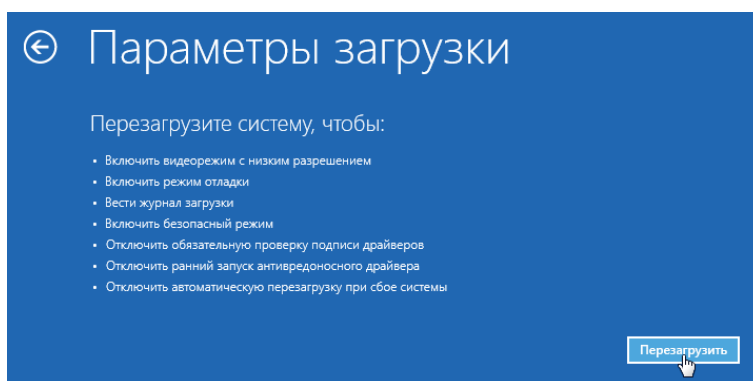 Параметры загрузки
Перезагрузите систему, чтобы:
• Включить видеорежим с низким разрешением
• Включить режим отладки
• Вести журнал загрузки
• Включить безопасный режим
• Отключить обязательную проверку подписи драйверов
• Отключить ранний запуск антивредоносного драйвера
• Отключить автоматическую перезагрузку при сбое системы
Перезагрузить